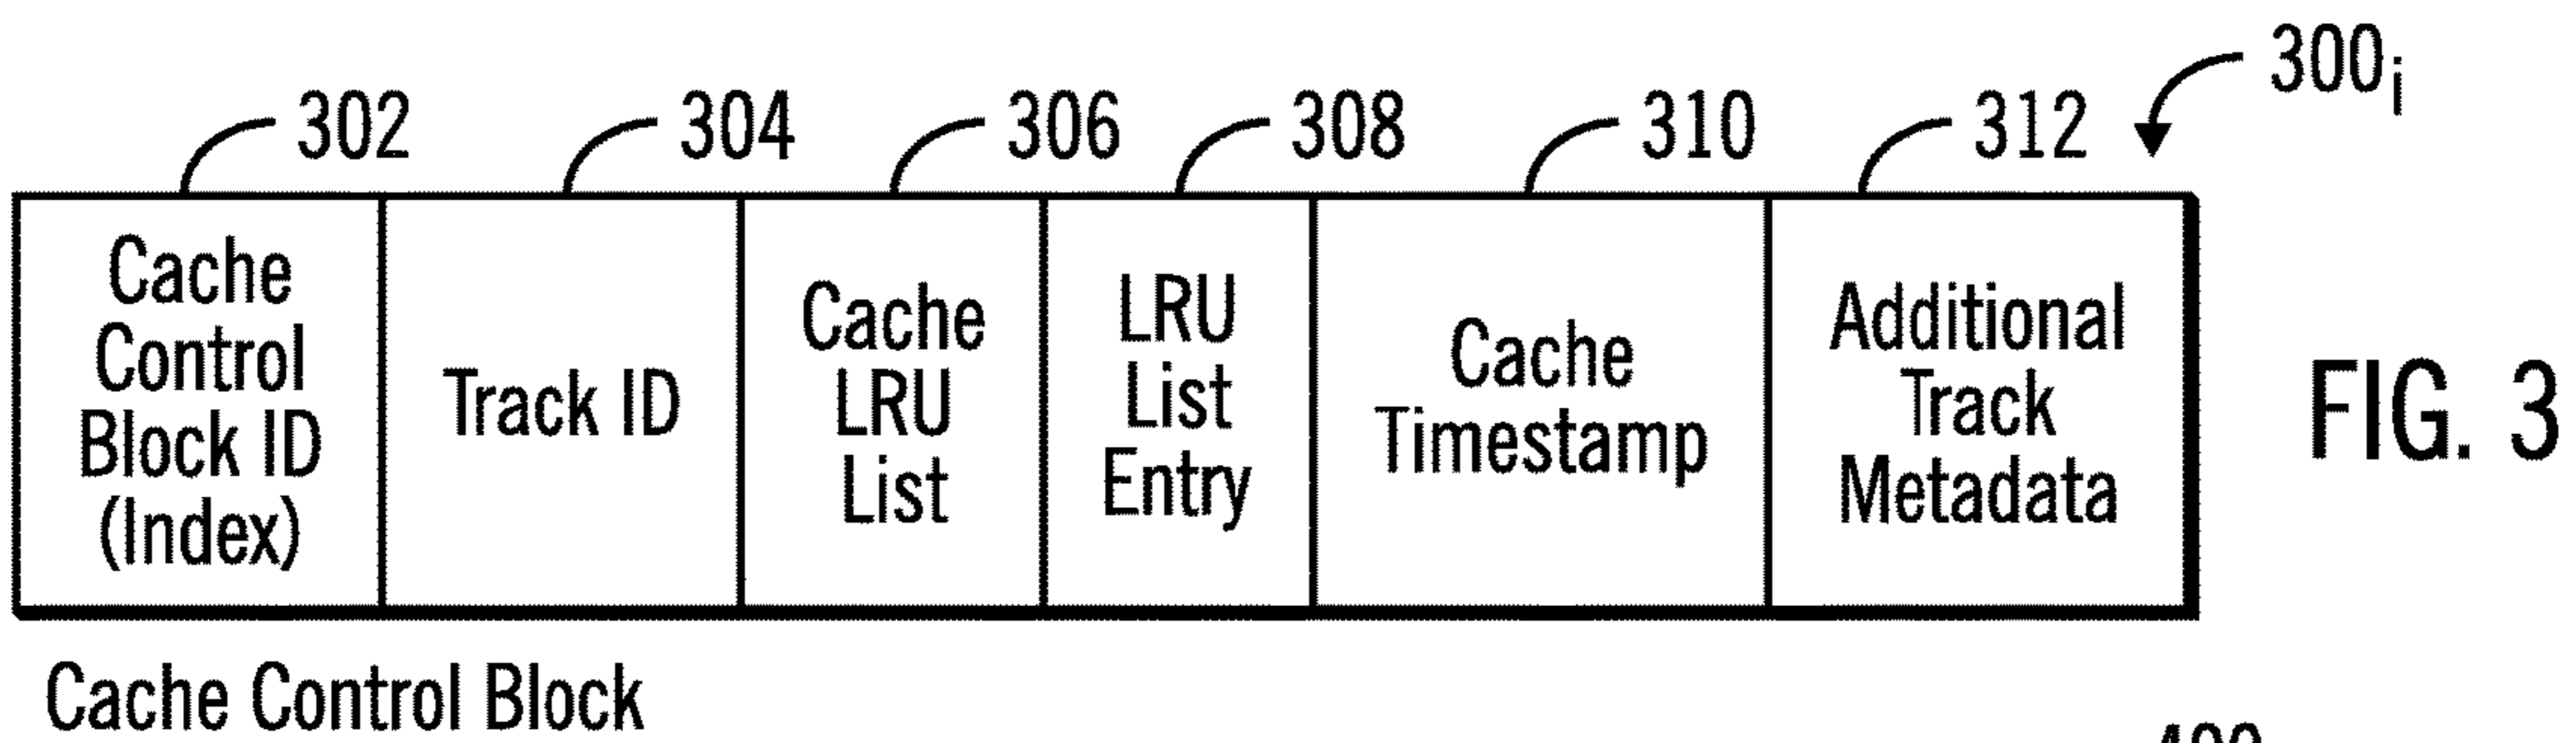 300i
302
304
306
308
310
312
Cache
Control
Block ID
(Index)
Track ID
Cache
LRU
List
LRU
List
Entry
Cache
Timestamp
Additional
Track
Metadata
FIG. 3
Cache Control Block